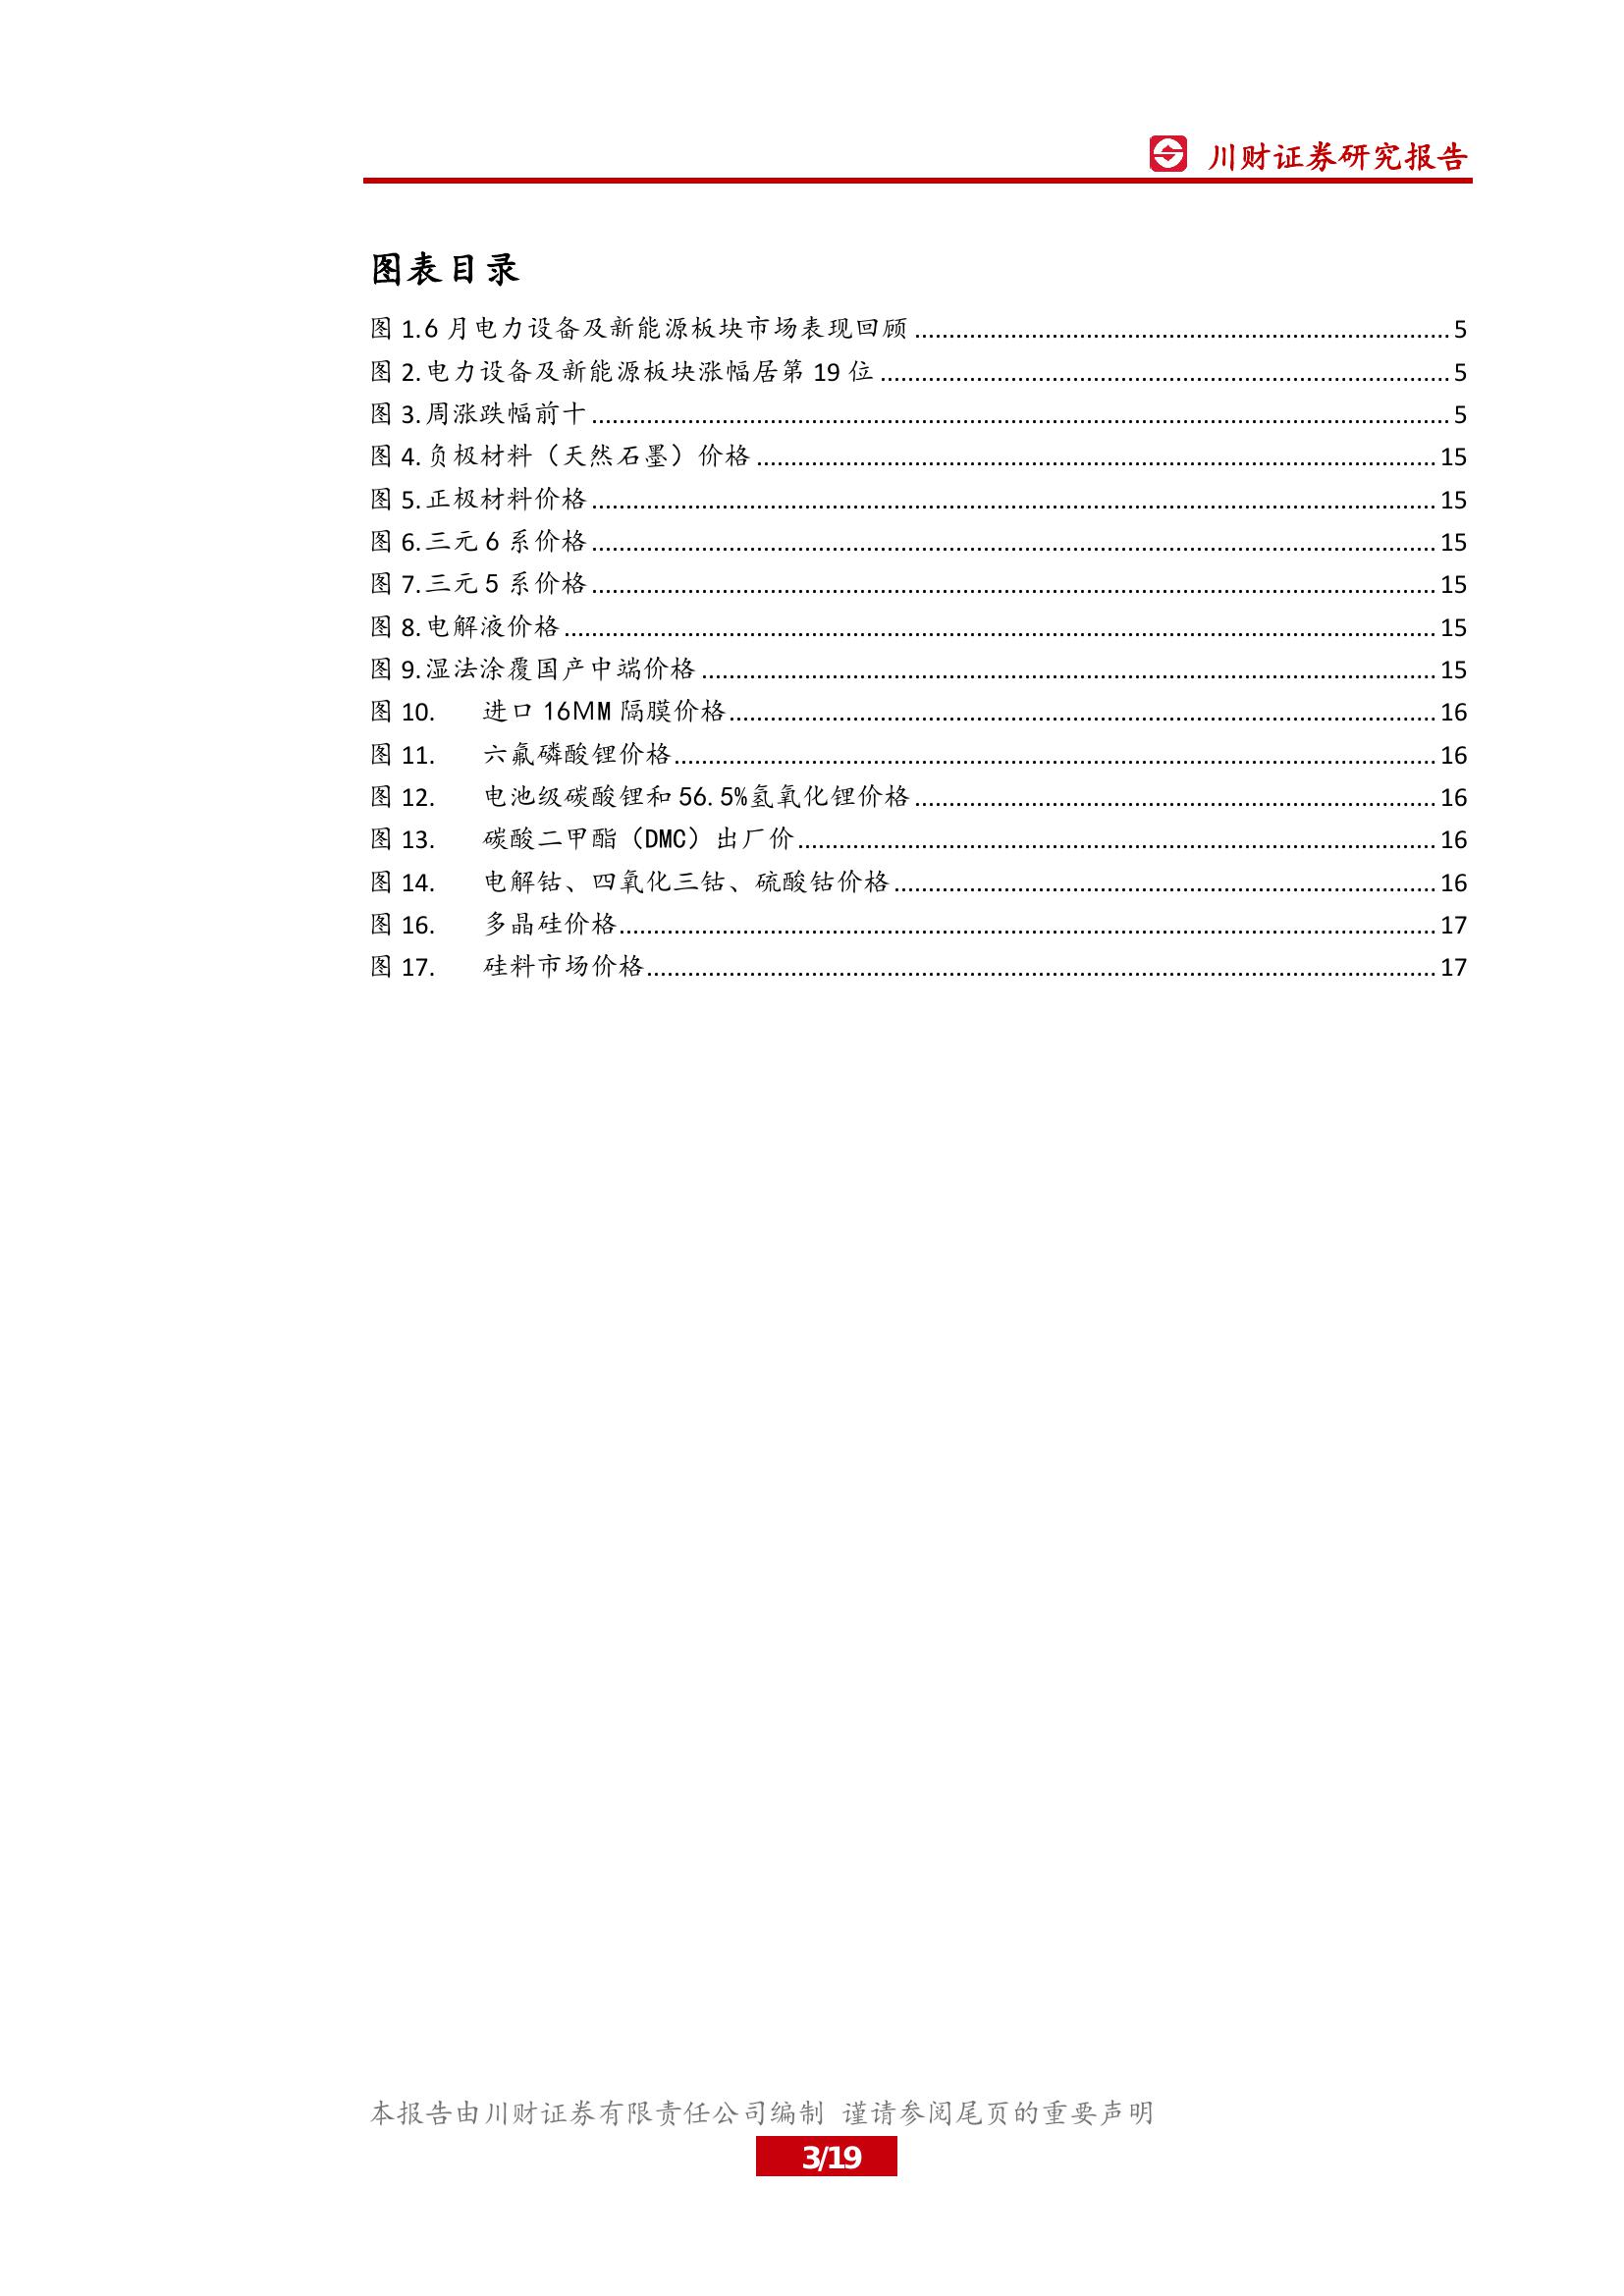 川财证券研究报告
图表目录
图 1. 6 月电力设备及新能源板块市场表现回顾 5
图 2. 电力设备及新能源板块涨幅居第 19 位 5
图 3. 周涨跌幅前十 5
图 4. 负极材料（天然石墨）价格 15
图 5. 正极材料价格 15
图 6. 三元 6 系价格 15
图 7. 三元 5 系价格 15
图 8. 电解液价格 15
图 9. 湿法涂覆国产中端价格 15
图 10. 进口 16MM 隔膜价格 16
图 11. 六氟磷酸锂价格 16
图 12. 电池级碳酸锂和 56.5%氢氧化锂价格 16
图 13. 碳酸二甲酯（DMC）出厂价 16
图 14. 电解钴、四氧化三钴、硫酸钴价格 16
图 16. 多晶硅价格 17
图 17. 硅料市场价格 17
本报告由川财证券有限责任公司编制 谨请参阅尾页的重要声明
3/19